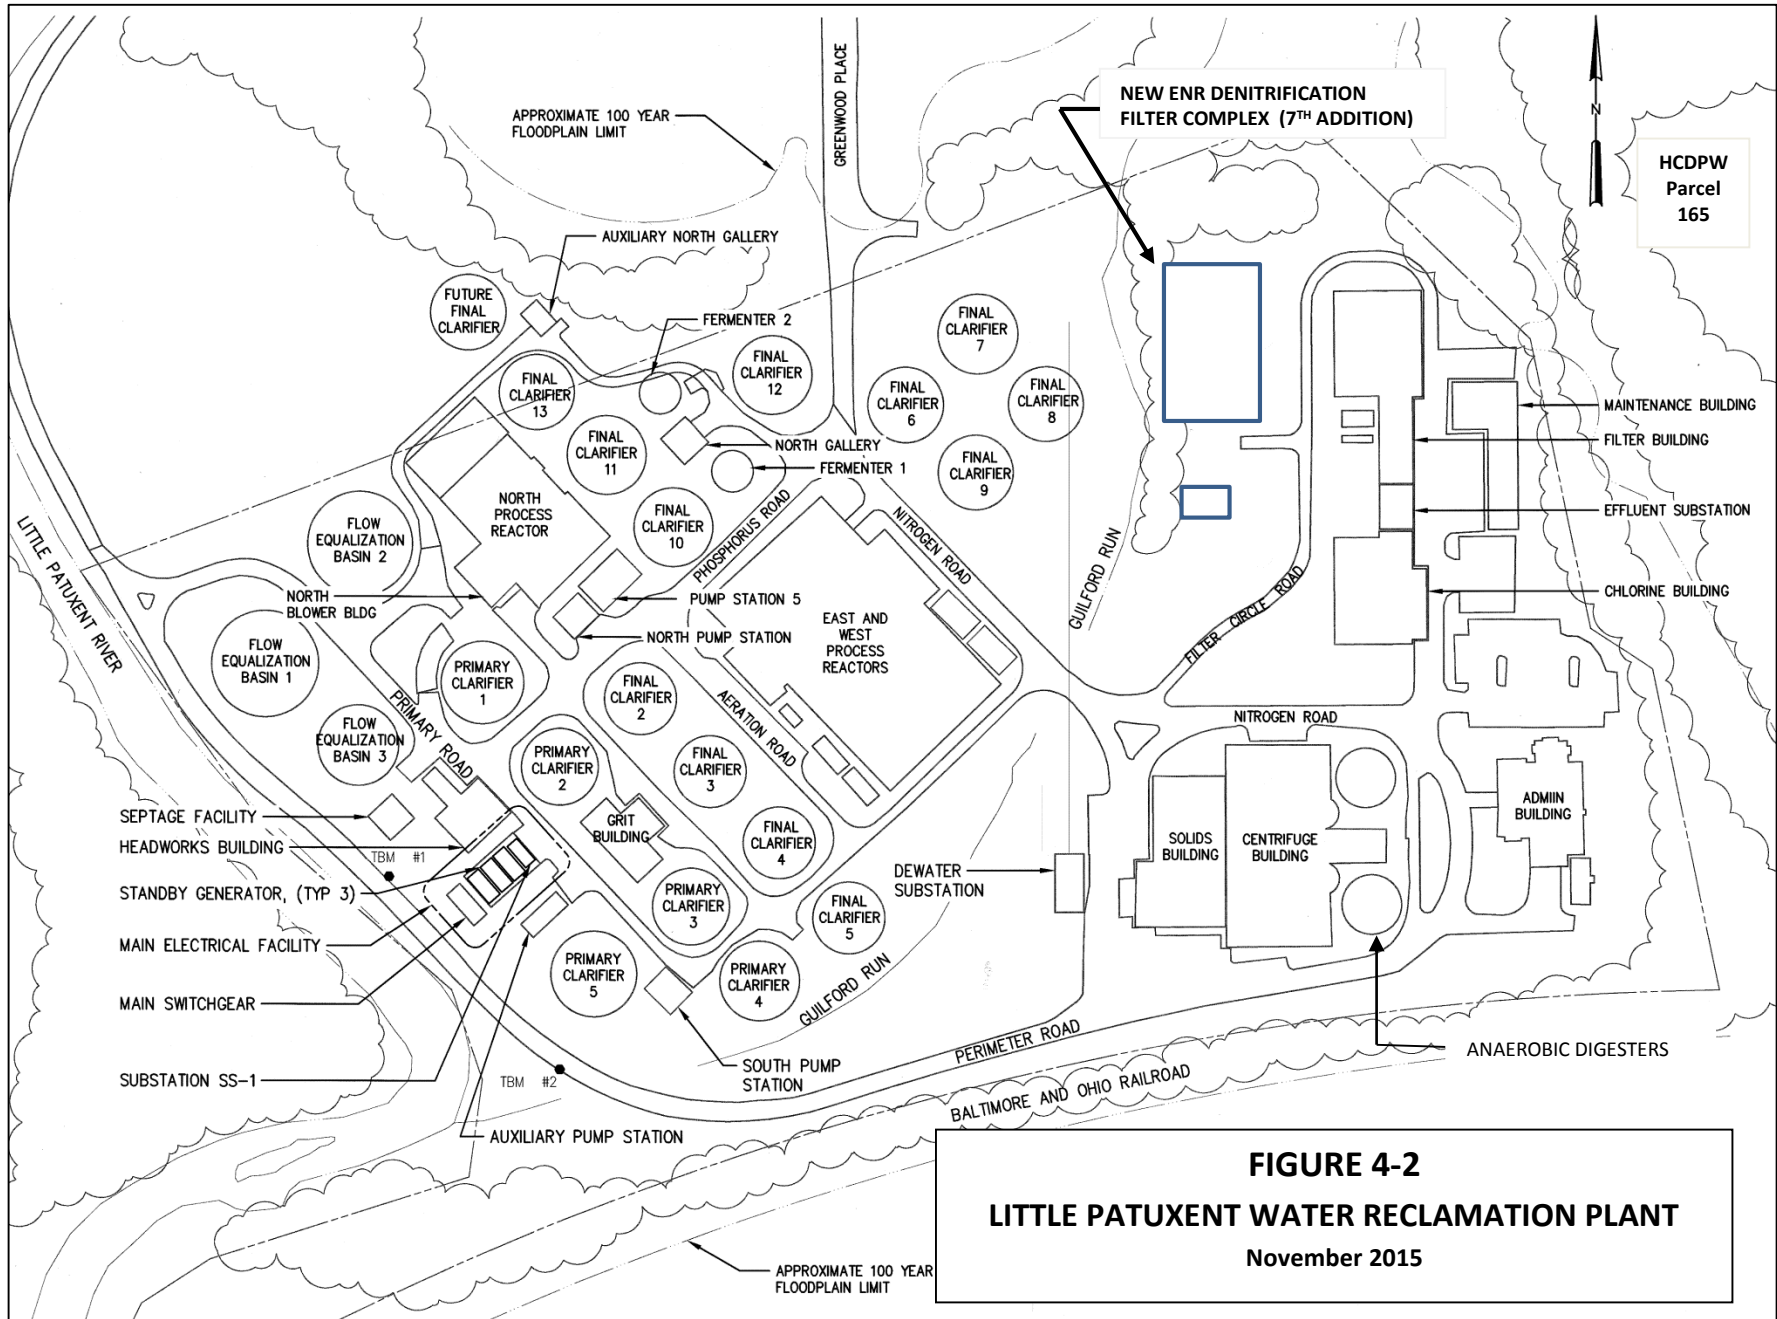 GREENWOOD PLACE
APPROXIMATE 100 YEAR
FLOODPLAIN LIMIT
NEW ENR DENITRIFICATION
FILTER COMPLEX (7TH ADDITION)
N
HCDPW
Parcel
165
AUXILIARY NORTH GALLERY
FUTURE
FINAL
CLARIFIER
FERMENTER 2
FINAL
CLARIFIER
12
FINAL
CLARIFIER
13
FINAL
CLARIFIER
11
NORTH GALLERY
FERMENTER 1
FINAL
CLARIFIER
7
FINAL
CLARIFIER
6
FINAL
CLARIFIER
8
FINAL
CLARIFIER
9
MAINTENANCE BUILDING
FILTER BUILDING
EFFLUENT SUBSTATION
CHLORINE BUILDING
NORTH
PROCESS
REACTOR
FINAL
CLARIFIER
10
FLOW
EQUALIZATION
BASIN 2
PHOSPHORUS ROAD
NITROGEN ROAD
GUILFORD RUN
FILTER CIRCLE ROAD
LITTLE PATUXENT RIVER
NORTH
BLOWER BLDG
PUMP STATION 5
NORTH PUMP STATION
EAST AND
WEST
PROCESS
REACTORS
FLOW
EQUALIZATION
BASIN 1
PRIMARY
CLARIFIER
1
FINAL
CLARIFIER
2
AERATION ROAD
PRIMARY ROAD
FLOW
EQUALIZATION
BASIN 3
PRIMARY
CLARIFIER
2
FINAL
CLARIFIER
3
NITROGEN ROAD
SEPTAGE FACILITY
HEADWORKS BUILDING
TBM #1
STANDBY GENERATOR, (TYP 3)
MAIN ELECTRICAL FACILITY
MAIN SWITCHGEAR
SUBSTATION SS-1
GRIT
BUILDING
FINAL
CLARIFIER
4
PRIMARY
CLARIFIER
3
FINAL
CLARIFIER
5
DEWATER
SUBSTATION
SOLIDS
BUILDING
CENTRIFUGE
BUILDING
ADMIIN
BUILDING
PRIMARY
CLARIFIER
5
PRIMARY
CLARIFIER
4
GUILFORD RUN
PERIMETER ROAD
ANAEROBIC DIGESTERS
SOUTH PUMP
STATION
TBM #2
BALTIMORE AND OHIO RAILROAD
AUXILIARY PUMP STATION
FIGURE 4-2
LITTLE PATUXENT WATER RECLAMATION PLANT
November 2015
APPROXIMATE 100 YEAR
FLOODPLAIN LIMIT